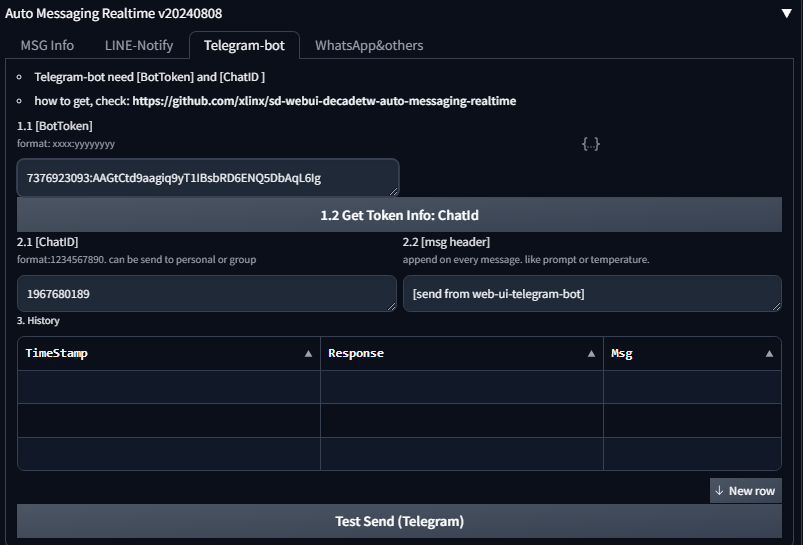 Auto Messaging Realtime v20240808 ▼
MSG Info LINE-Notify Telegram-bot WhatsApp&others
Telegram-bot need [BotToken] and [ChatID ]
how to get, check: https://github.com/xlinx/sd-webui-decadetw-auto-messaging-realtime
1.1 [BotToken]
format: xxxx:yyyyyyyy
{...}
7376923093:AAGtCtd9aagiq9yT1IBsbRD6ENQ5DbAqL6Ig
1.2 Get Token Info: ChatId
2.1 [ChatID] 2.2 [msg header]
format:1234567890. can be send to personal or group append on every message. like prompt or temperature.
1967680189 [send from web-ui-telegram-bot]
3. History
TimeStamp ▲ Response ▲ Msg ▲
↓ New row
Test Send (Telegram)